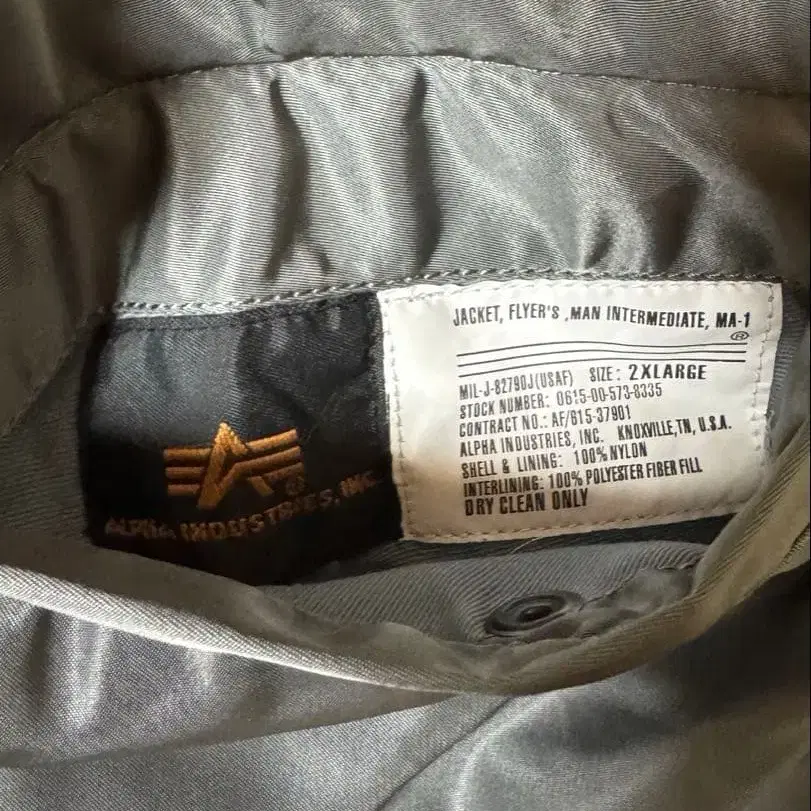 JACKET, FLYER'S ,MAN INTERMEDIATE, MA-1
®
MIL-J-82790J(USAF) SIZE: 2XLARGE
STOCK NUMBER: 0615-00-573-8335
CONTRACT NO.: AF/615-37901
ALPHA INDUSTRIES, INC. KNOXVILLE,TN, U.S.A.
SHELL & LINING: 100% NYLON
INTERLINING: 100% POLYESTER FIBER FILL
DRY CLEAN ONLY
ALPHA INDUSTRIES, INC.